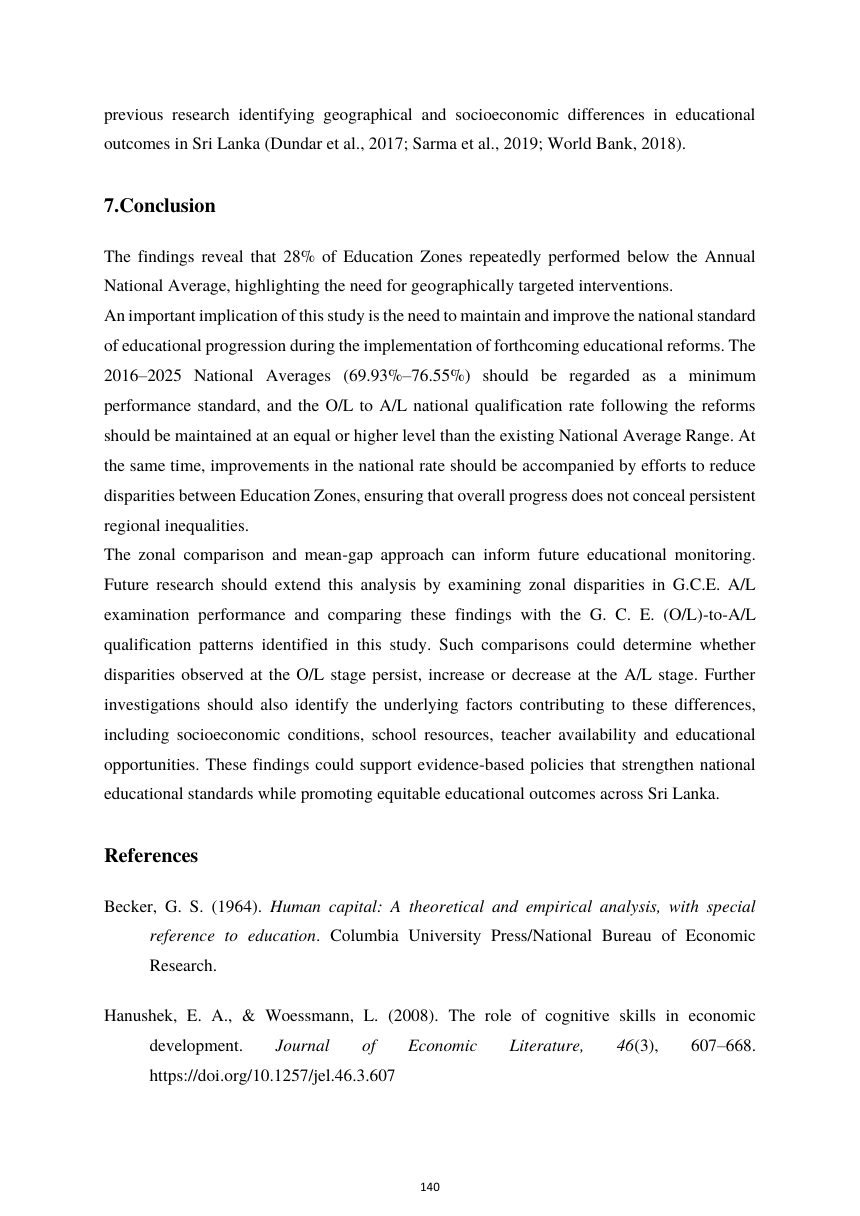 previous research identifying geographical and socioeconomic differences in educational
outcomes in Sri Lanka (Dundar et al., 2017; Sarma et al., 2019; World Bank, 2018).
7.Conclusion
The findings reveal that 28% of Education Zones repeatedly performed below the Annual
National Average, highlighting the need for geographically targeted interventions.
An important implication of this study is the need to maintain and improve the national standard
of educational progression during the implementation of forthcoming educational reforms. The
2016–2025 National Averages (69.93%–76.55%) should be regarded as a minimum
performance standard, and the O/L to A/L national qualification rate following the reforms
should be maintained at an equal or higher level than the existing National Average Range. At
the same time, improvements in the national rate should be accompanied by efforts to reduce
disparities between Education Zones, ensuring that overall progress does not conceal persistent
regional inequalities.
The zonal comparison and mean-gap approach can inform future educational monitoring.
Future research should extend this analysis by examining zonal disparities in G.C.E. A/L
examination performance and comparing these findings with the G. C. E. (O/L)-to-A/L
qualification patterns identified in this study. Such comparisons could determine whether
disparities observed at the O/L stage persist, increase or decrease at the A/L stage. Further
investigations should also identify the underlying factors contributing to these differences,
including socioeconomic conditions, school resources, teacher availability and educational
opportunities. These findings could support evidence-based policies that strengthen national
educational standards while promoting equitable educational outcomes across Sri Lanka.
References
Becker, G. S. (1964). Human capital: A theoretical and empirical analysis, with special
reference to education. Columbia University Press/National Bureau of Economic
Research.
Hanushek, E. A., & Woessmann, L. (2008). The role of cognitive skills in economic
development. Journal of Economic Literature, 46(3), 607–668.
https://doi.org/10.1257/jel.46.3.607
140